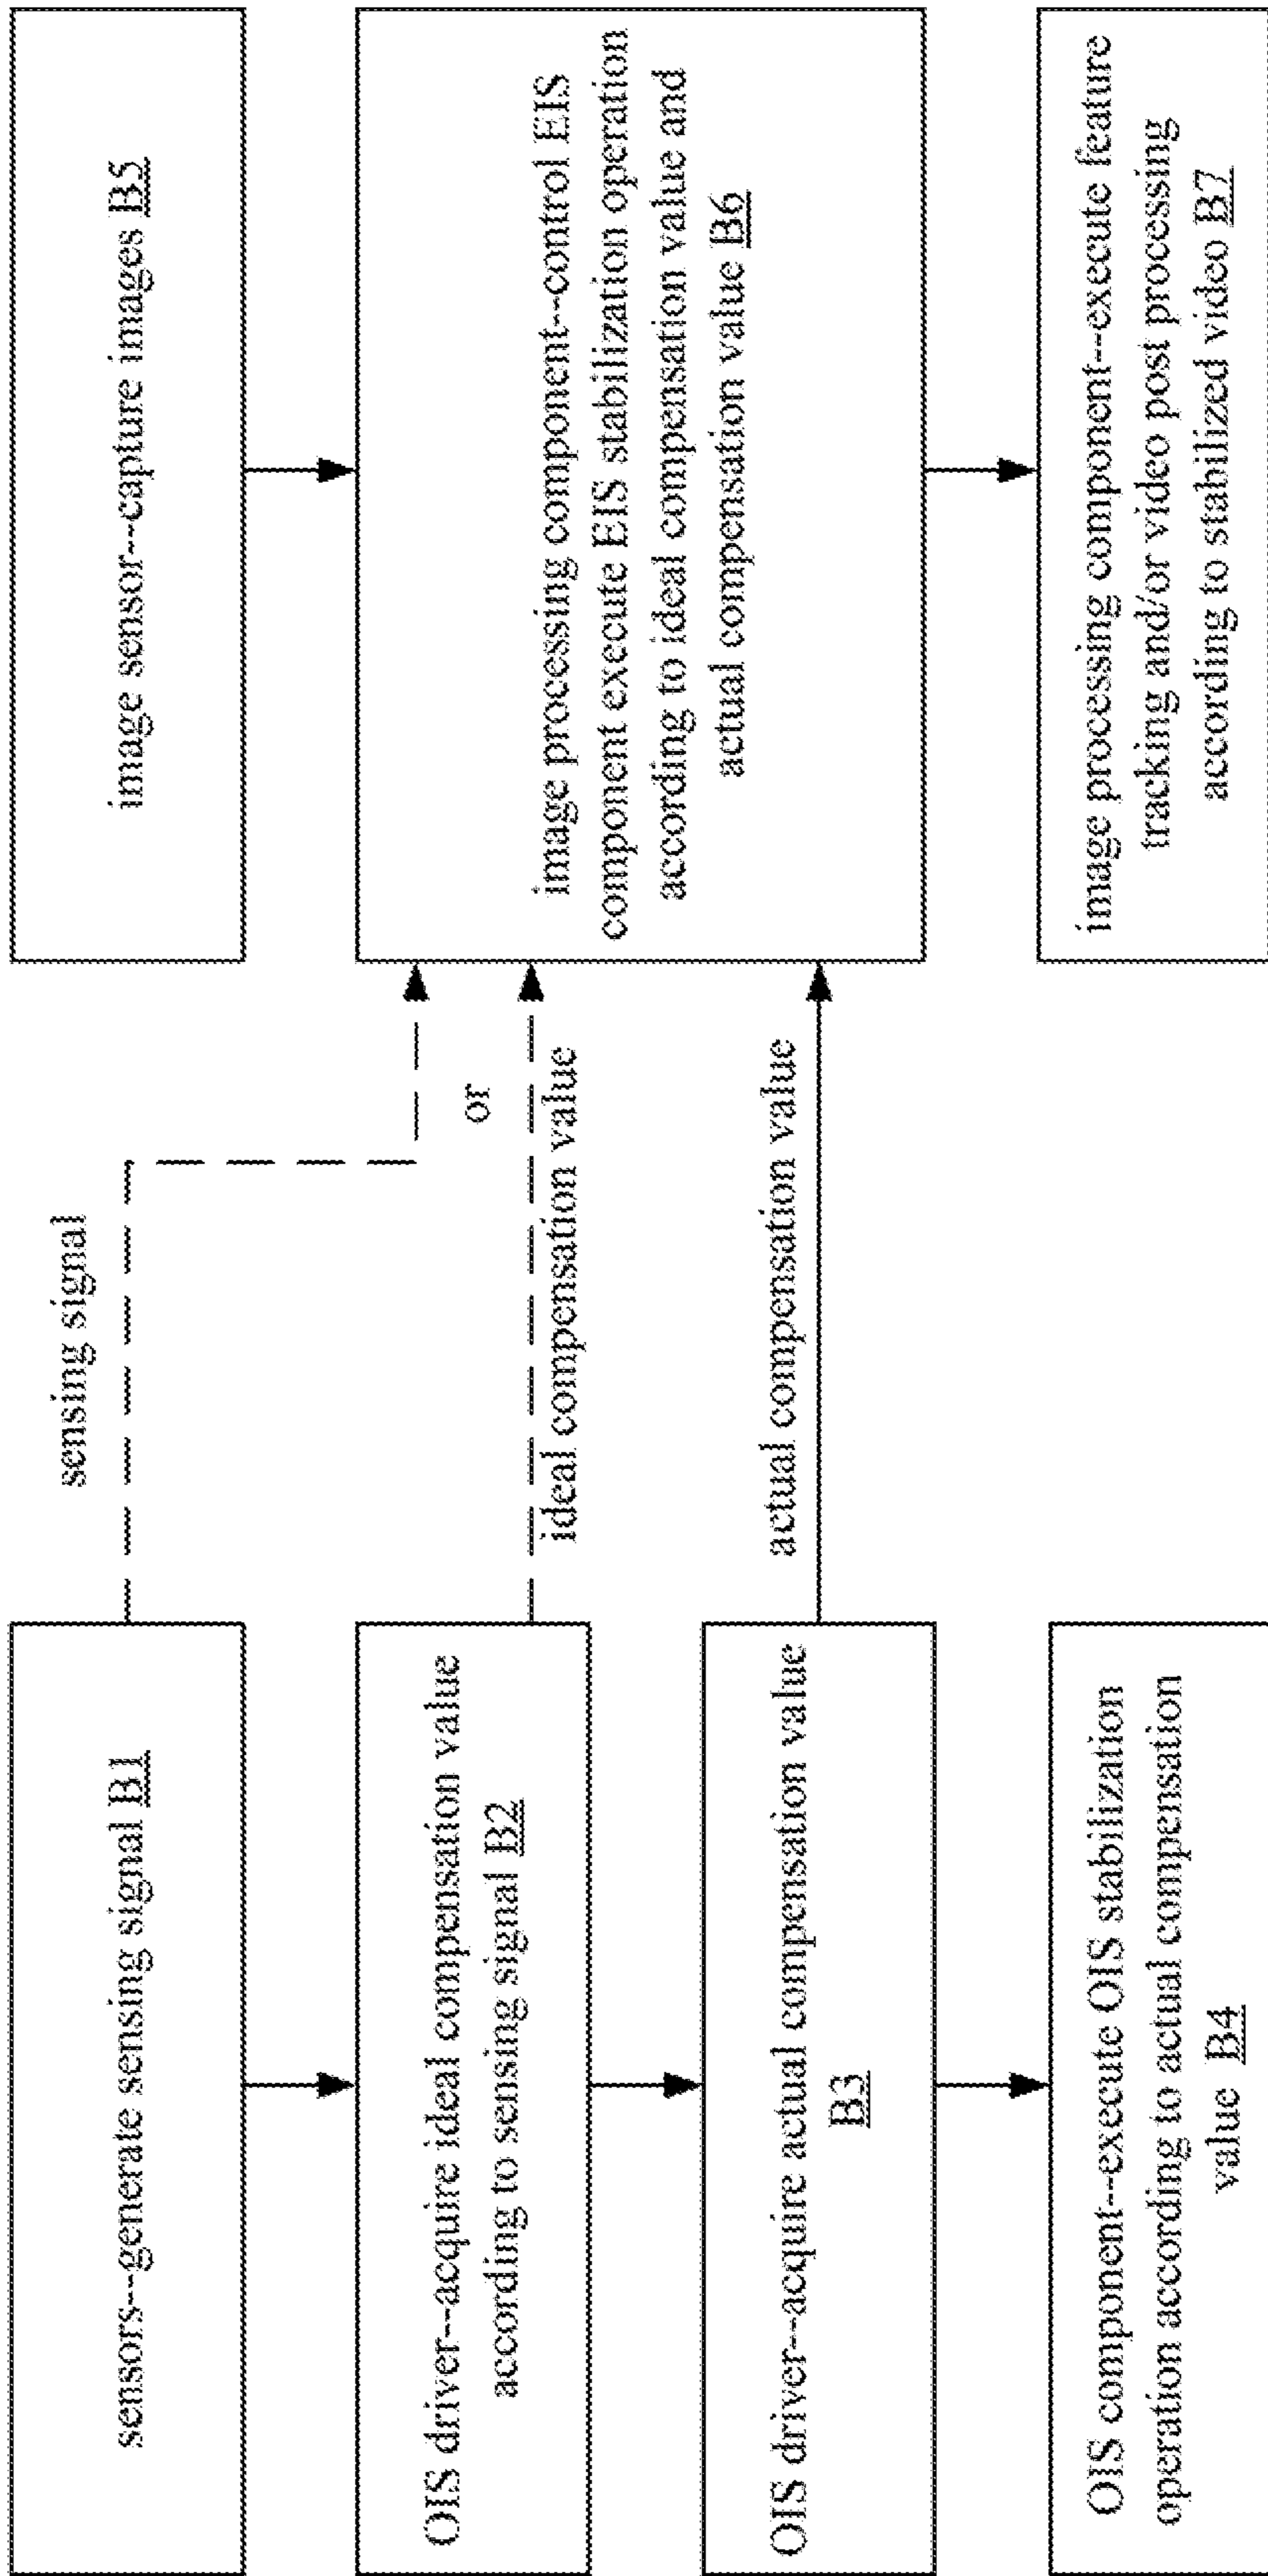 sensors---generate sensing signal B1
OIS driver--acquire ideal compensation value
according to sensing signal B2
OIS driver---acquire actual compensation value
B3
OIS component--execute OIS stabilization
operation according to actual compensation
value B4
sensing signal
or
ideal compensation value
actual compensation value
image sensor--capture images B5
image processing component--control EIS
component execute EIS stabilization operation
according to ideal compensation value and
actual compensation value B6
image processing component--execute feature
tracking and/or video post processing
according to stabilized video B7